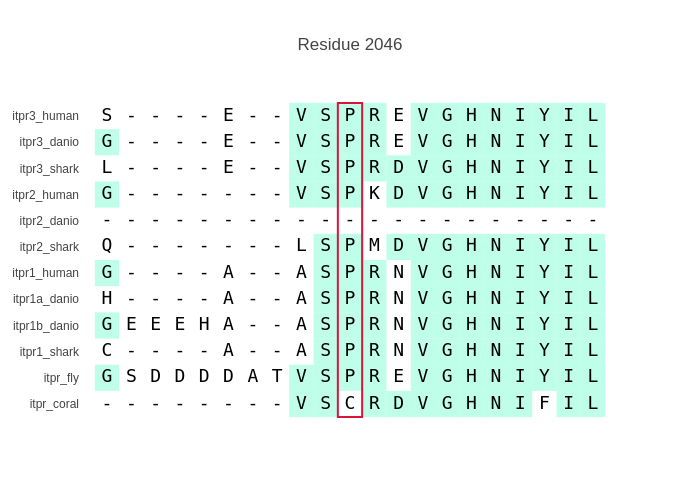 Residue 2046
itpr3_human S - - - - E - - V S P R E V G H N I Y I L
itpr3_danio G - - - - E - - V S P R E V G H N I Y I L
itpr3_shark L - - - - E - - V S P R D V G H N I Y I L
itpr2_human G - - - - - - - V S P K D V G H N I Y I L
itpr2_danio - - - - - - - - - - - - - - - - - - - - -
itpr2_shark Q - - - - - - - L S P M D V G H N I Y I L
itpr1_human G - - - - A - - A S P R N V G H N I Y I L
itpr1a_danio H - - - - A - - A S P R N V G H N I Y I L
itpr1b_danio G E E E H A - - A S P R N V G H N I Y I L
itpr1_shark C - - - - A - - A S P R N V G H N I Y I L
itpr_fly G S D D D D A T V S P R E V G H N I Y I L
itpr_coral - - - - - - - - V S C R D V G H N I F I L